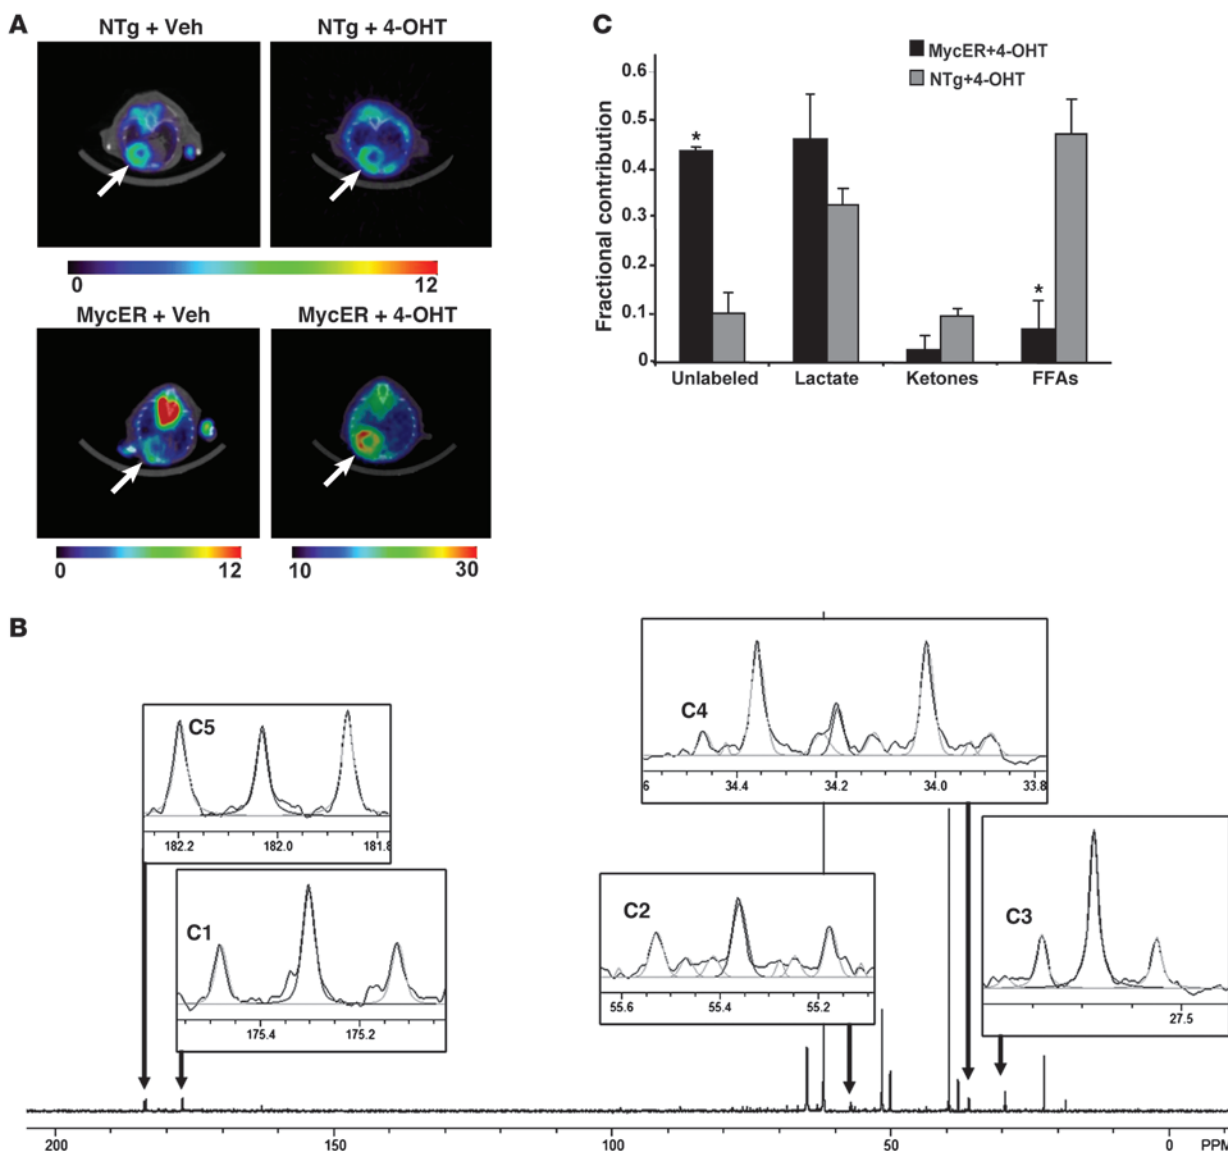 A
NTg + Veh
NTg + 4-OHT
0
12
MycER + Veh
MycER + 4-OHT
0
12
10
30
C
MycER+4-OHT
NTg+4-OHT
Fractional contribution
0.6
0.5
0.4
0.3
0.2
0.1
0
*
*
Unlabeled
Lactate
Ketones
FFAs
B
C5
182.2
182.0
181.8
C1
175.4
175.2
C4
6
34.4
34.2
34.0
33.8
C2
55.6
55.4
55.2
C3
27.5
200
150
100
50
0
PPM